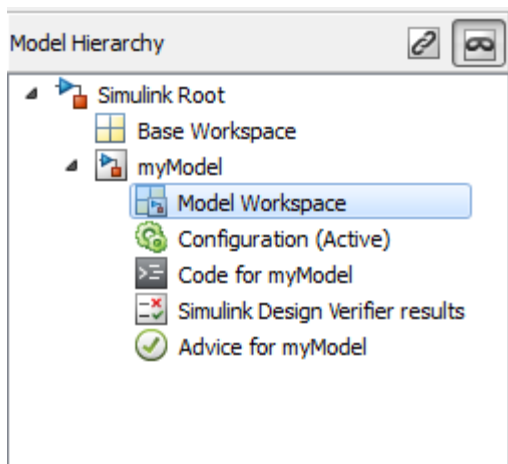 Model Hierarchy
Simulink Root
Base Workspace
myModel
Model Workspace
Configuration (Active)
Code for myModel
Simulink Design Verifier results
Advice for myModel